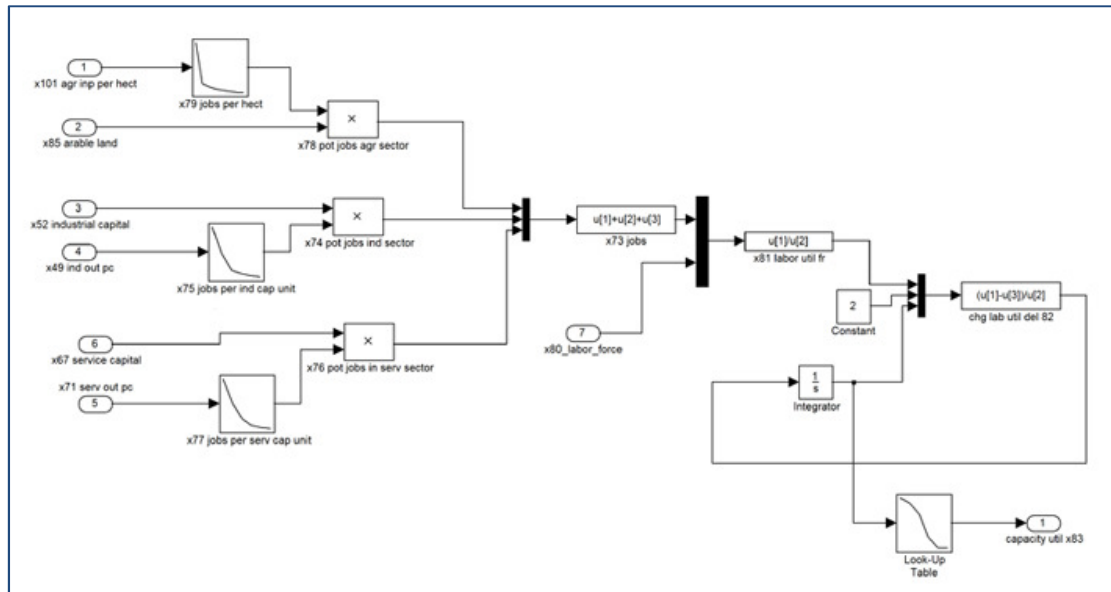 1
x101 agr inp per hect
x79 jobs per hect
2
x85 arable land
×
x78 pot jobs agr sector
3
x52 industrial capital
×
x74 pot jobs ind sector
4
x49 ind out pc
x75 jobs per ind cap unit
6
x67 service capital
×
x76 pot jobs in serv sector
x71 serv out pc
5
x77 jobs per serv cap unit
u[1]+u[2]+u[3]
x73 jobs
7
x80_labor_force
u[1]/u[2]
x81 labor util fr
2
Constant
(u[1]-u[3])/u[2]
chg lab util del 82
1
s
Integrator
Look-Up
Table
1
capacity util x83